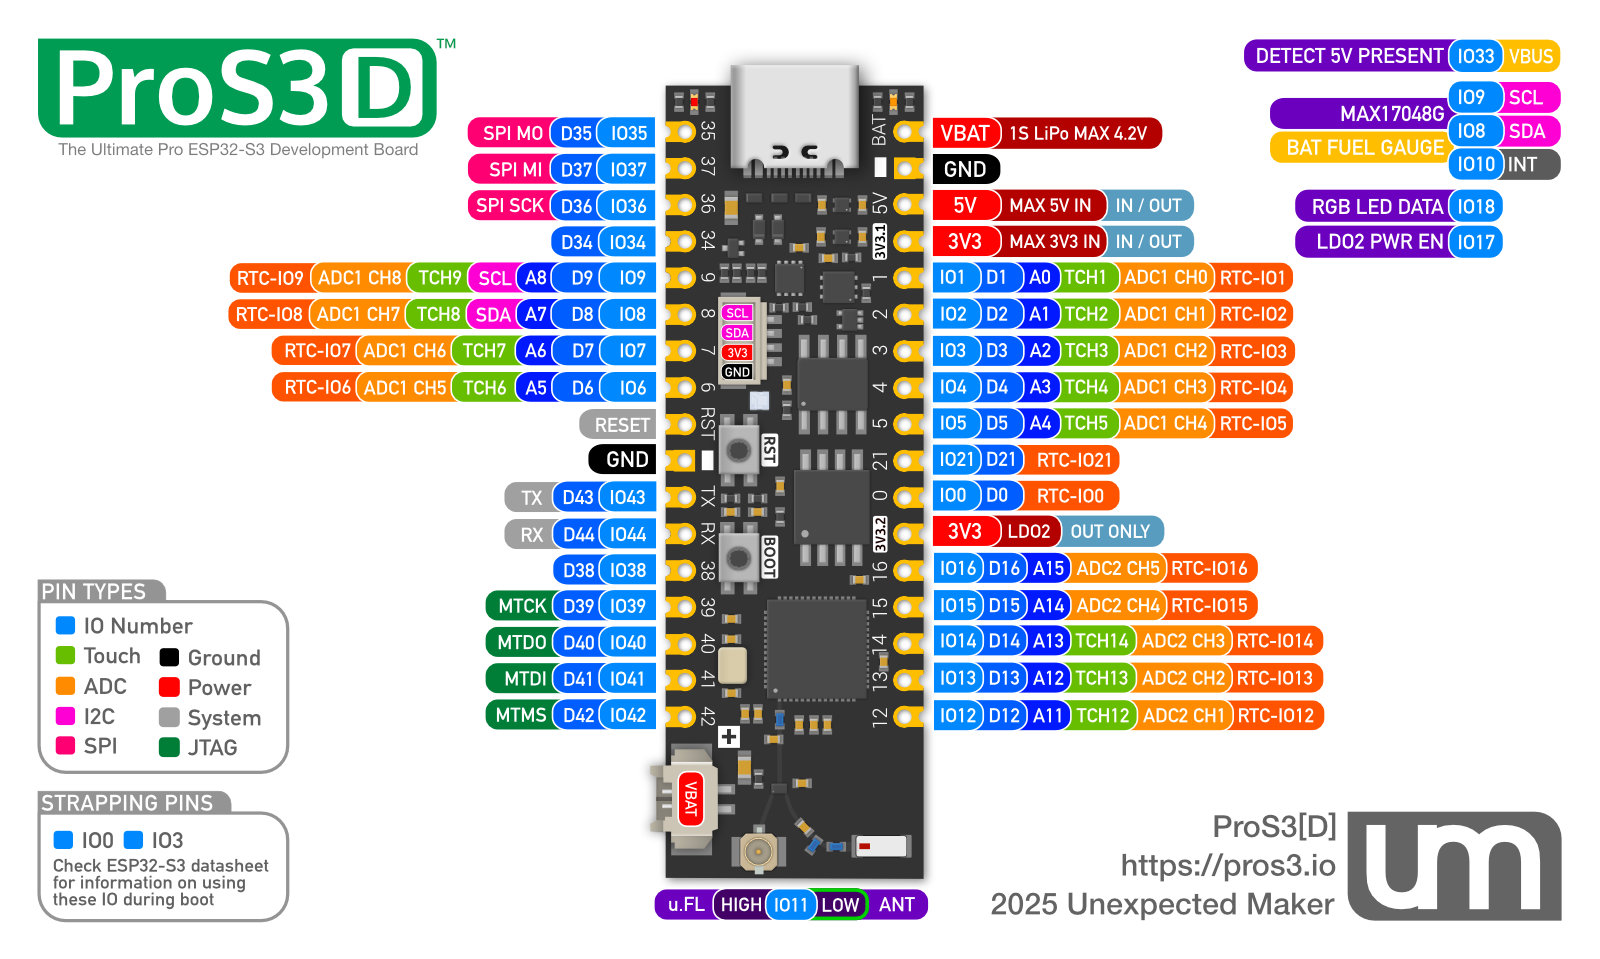 ProS3D™
The Ultimate Pro ESP32-S3 Development Board
DETECT 5V PRESENT IO33 VBUS
IO9 SCL
MAX17048G
IO8 SDA
BAT FUEL GAUGE
IO10 INT
RGB LED DATA IO18
LDO2 PWR EN IO17
SPI MO D35 IO35
SPI MI D37 IO37
SPI SCK D36 IO36
D34 IO34
RTC-IO9 ADC1 CH8 TCH9 SCL A8 D9 IO9
RTC-IO8 ADC1 CH7 TCH8 SDA A7 D8 IO8
RTC-IO7 ADC1 CH6 TCH7 A6 D7 IO7
RTC-IO6 ADC1 CH5 TCH6 A5 D6 IO6
RESET
GND
TX D43 IO43
RX D44 IO44
D38 IO38
MTCK D39 IO39
MTDO D40 IO40
MTDI D41 IO41
MTMS D42 IO42
35
37
36
34
9
8
7
6
RST
TX
RX
38
39
40
41
42
SCL
SDA
3V3
GND
RST
BOOT
+
VBAT
BAT
5V
3V3.1
1
2
3
4
5
21
0
3V3.2
16
15
14
13
12
VBAT 1S LiPo MAX 4.2V
GND
5V MAX 5V IN IN / OUT
3V3 MAX 3V3 IN IN / OUT
IO1 D1 A0 TCH1 ADC1 CH0 RTC-IO1
IO2 D2 A1 TCH2 ADC1 CH1 RTC-IO2
IO3 D3 A2 TCH3 ADC1 CH2 RTC-IO3
IO4 D4 A3 TCH4 ADC1 CH3 RTC-IO4
IO5 D5 A4 TCH5 ADC1 CH4 RTC-IO5
IO21 D21 RTC-IO21
IO0 D0 RTC-IO0
3V3 LDO2 OUT ONLY
IO16 D16 A15 ADC2 CH5 RTC-IO16
IO15 D15 A14 ADC2 CH4 RTC-IO15
IO14 D14 A13 TCH14 ADC2 CH3 RTC-IO14
IO13 D13 A12 TCH13 ADC2 CH2 RTC-IO13
IO12 D12 A11 TCH12 ADC2 CH1 RTC-IO12
PIN TYPES
IO Number
Touch
Ground
ADC
Power
I2C
System
SPI
JTAG
STRAPPING PINS
IO0 IO3
Check ESP32-S3 datasheet
for information on using
these IO during boot
u.FL HIGH IO11 LOW ANT
ProS3[D]
https://pros3.io
2025 Unexpected Maker
um